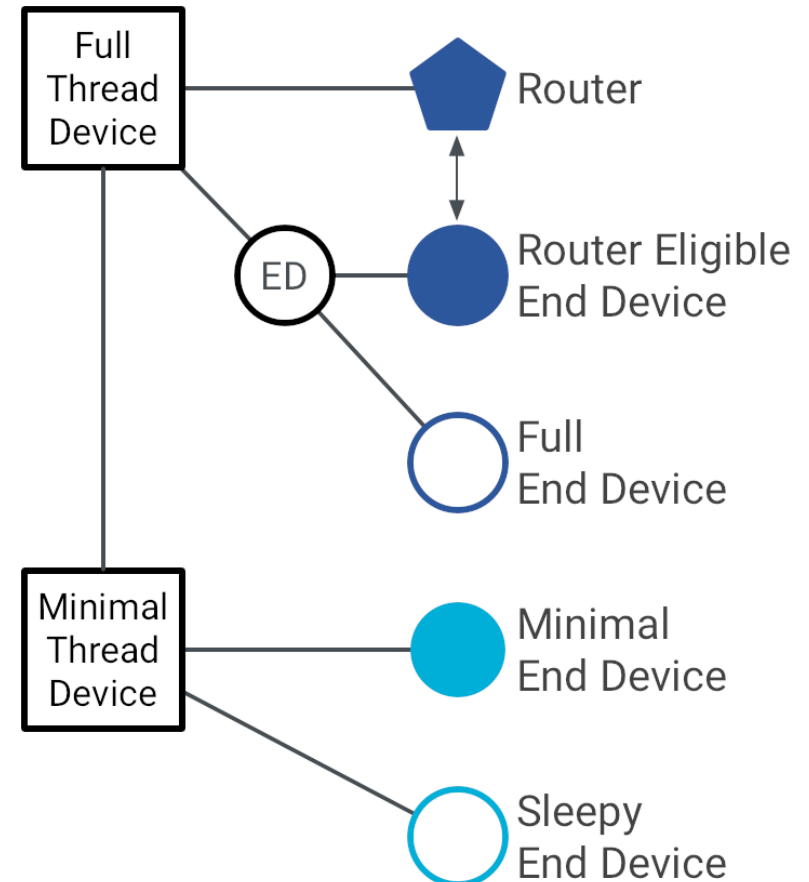 Full
Thread
Device
Router
ED
Router Eligible
End Device
Full
End Device
Minimal
Thread
Device
Minimal
End Device
Sleepy
End Device